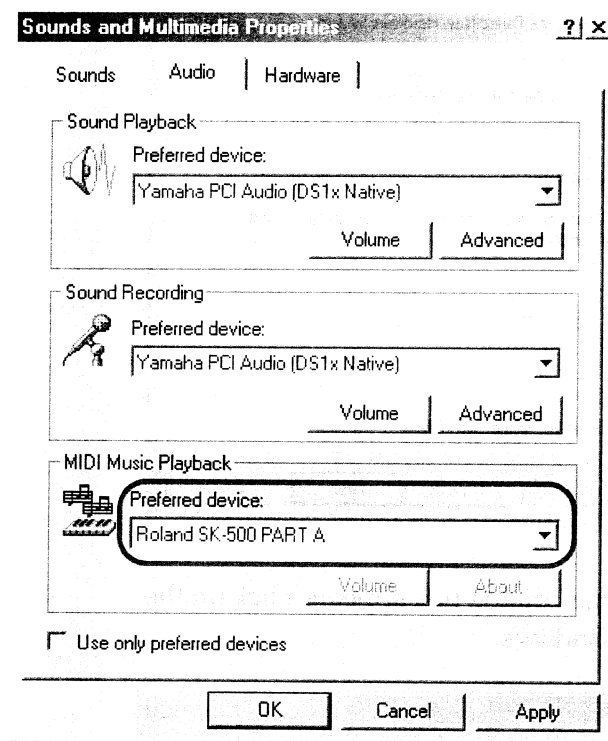 Sounds and Multimedia Properties ? ×
Sounds Audio Hardware
Sound Playback
Preferred device:
Yamaha PCI Audio (DS1x Native)
Volume Advanced
Sound Recording
Preferred device:
Yamaha PCI Audio (DS1x Native)
Volume Advanced
MIDI Music Playback
Preferred device:
Roland SK-500 PART A
Volume About
Use only preferred devices
OK Cancel Apply